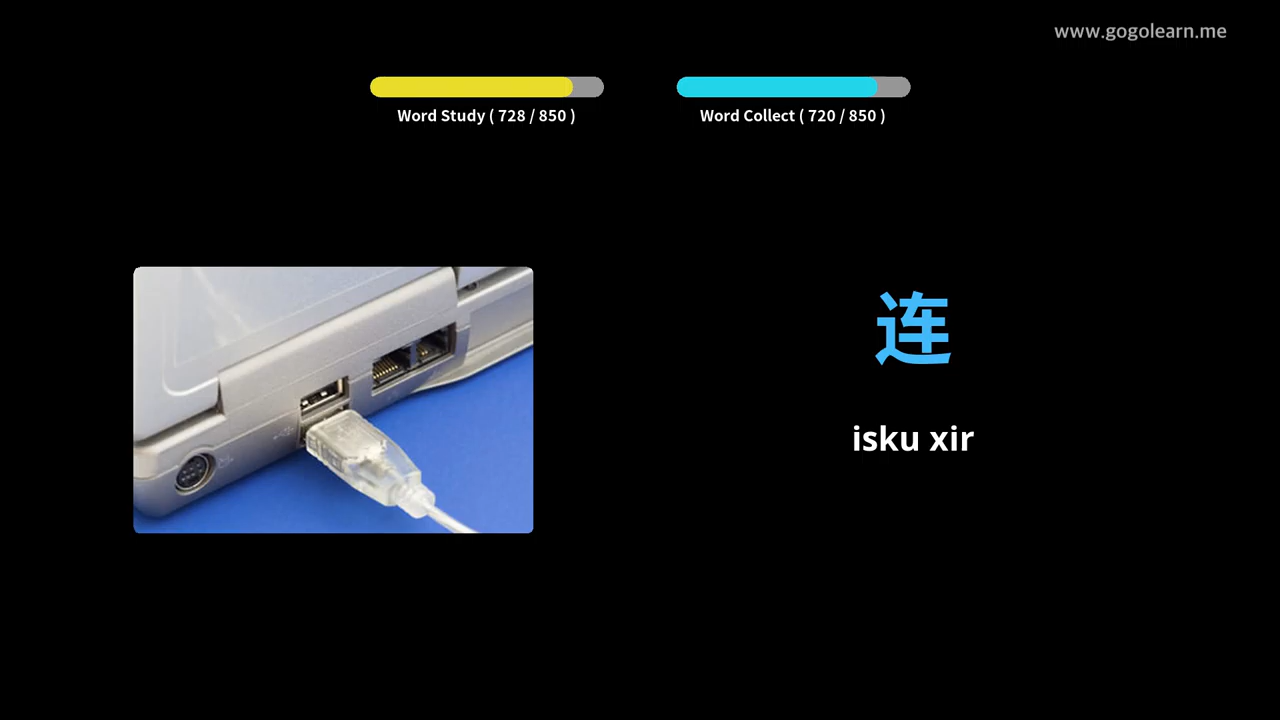 www.gogolearn.me
Word Study ( 728 / 850 )
Word Collect ( 720 / 850 )
连
isku xir